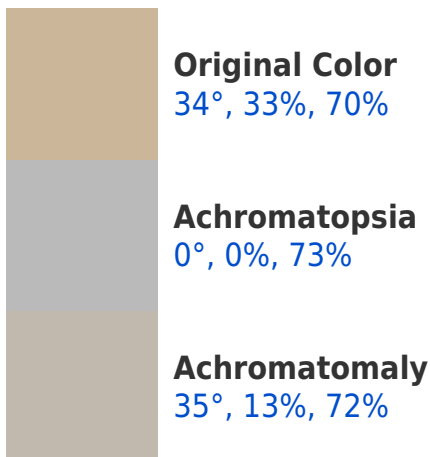 Original Color
34°, 33%, 70%
Achromatopsia
0°, 0%, 73%
Achromatomaly
35°, 13%, 72%